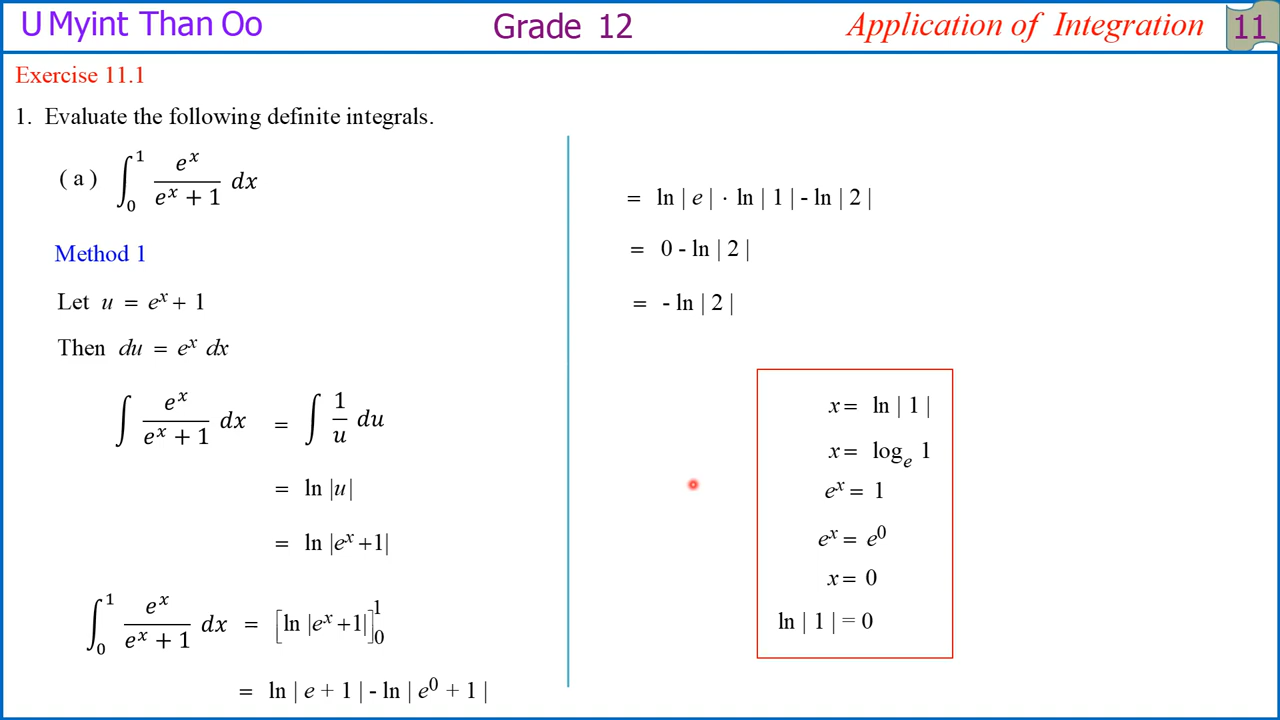 U Myint Than Oo
Grade 12
Application of Integration
11
Exercise 11.1
1. Evaluate the following definite integrals.
( a ) ∫₀¹ eˣ/(eˣ + 1) dx
Method 1
Let u = eˣ + 1
Then du = eˣ dx
∫ eˣ/(eˣ + 1) dx = ∫ 1/u du
= ln |u|
= ln |eˣ +1|
∫₀¹ eˣ/(eˣ + 1) dx = [ln |eˣ +1|]₀¹
= ln | e + 1 | - ln | e⁰ + 1 |
= ln | e | · ln | 1 | - ln | 2 |
= 0 - ln | 2 |
= - ln | 2 |
x = ln | 1 |
x = logₑ 1
eˣ = 1
eˣ = e⁰
x = 0
ln | 1 | = 0